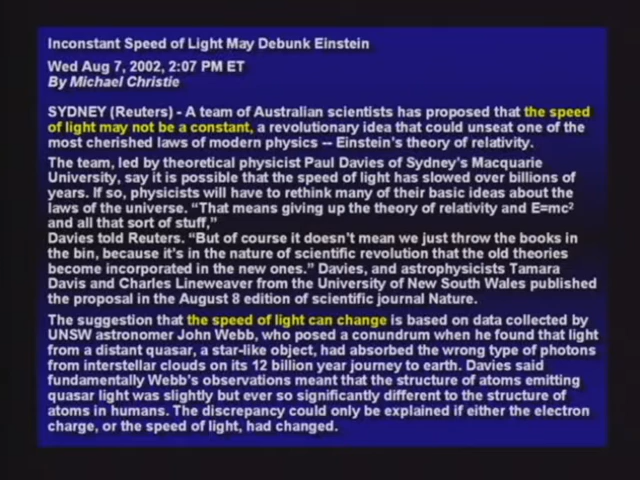 Inconstant Speed of Light May Debunk Einstein
Wed Aug 7, 2002, 2:07 PM ET
By Michael Christie
SYDNEY (Reuters) - A team of Australian scientists has proposed that the speed
of light may not be a constant, a revolutionary idea that could unseat one of the
most cherished laws of modern physics -- Einstein's theory of relativity.
The team, led by theoretical physicist Paul Davies of Sydney's Macquarie
University, say it is possible that the speed of light has slowed over billions of
years. If so, physicists will have to rethink many of their basic ideas about the
laws of the universe. “That means giving up the theory of relativity and E=mc²
and all that sort of stuff,”
Davies told Reuters. “But of course it doesn't mean we just throw the books in
the bin, because it's in the nature of scientific revolution that the old theories
become incorporated in the new ones.” Davies, and astrophysicists Tamara
Davis and Charles Lineweaver from the University of New South Wales published
the proposal in the August 8 edition of scientific journal Nature.
The suggestion that the speed of light can change is based on data collected by
UNSW astronomer John Webb, who posed a conundrum when he found that light
from a distant quasar, a star-like object, had absorbed the wrong type of photons
from interstellar clouds on its 12 billion year journey to earth. Davies said
fundamentally Webb's observations meant that the structure of atoms emitting
quasar light was slightly but ever so significantly different to the structure of
atoms in humans. The discrepancy could only be explained if either the electron
charge, or the speed of light, had changed.